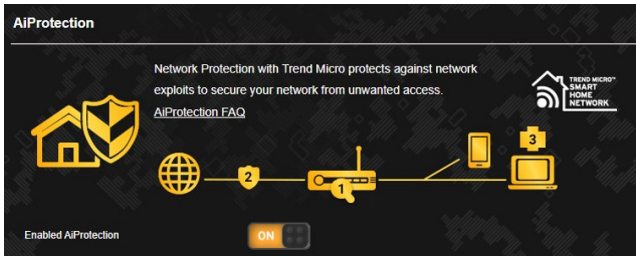 AiProtection
Network Protection with Trend Micro protects against network
exploits to secure your network from unwanted access.
AiProtection FAQ
TREND MICRO™
SMART
HOME
NETWORK
3
2
1
Enabled AiProtection
ON